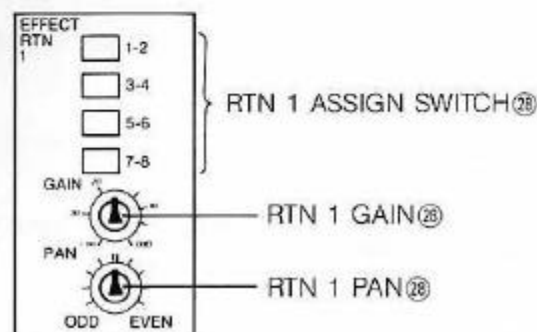 EFFECT
RTN
1
1-2
3-4
5-6
7-8
RTN 1 ASSIGN SWITCH㉘
GAIN
RTN 1 GAIN㉘
PAN
RTN 1 PAN㉘
ODD EVEN